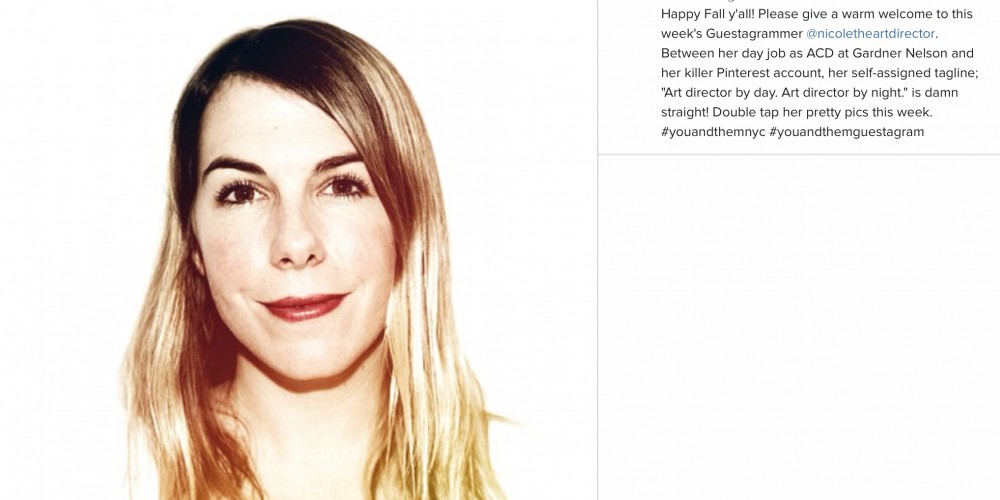 Happy Fall y'all! Please give a warm welcome to this
week's Guestagrammer @nicoletheartdirector.
Between her day job as ACD at Gardner Nelson and
her killer Pinterest account, her self-assigned tagline;
"Art director by day. Art director by night." is damn
straight! Double tap her pretty pics this week.
#youandthemnyc #youandthemguestagram